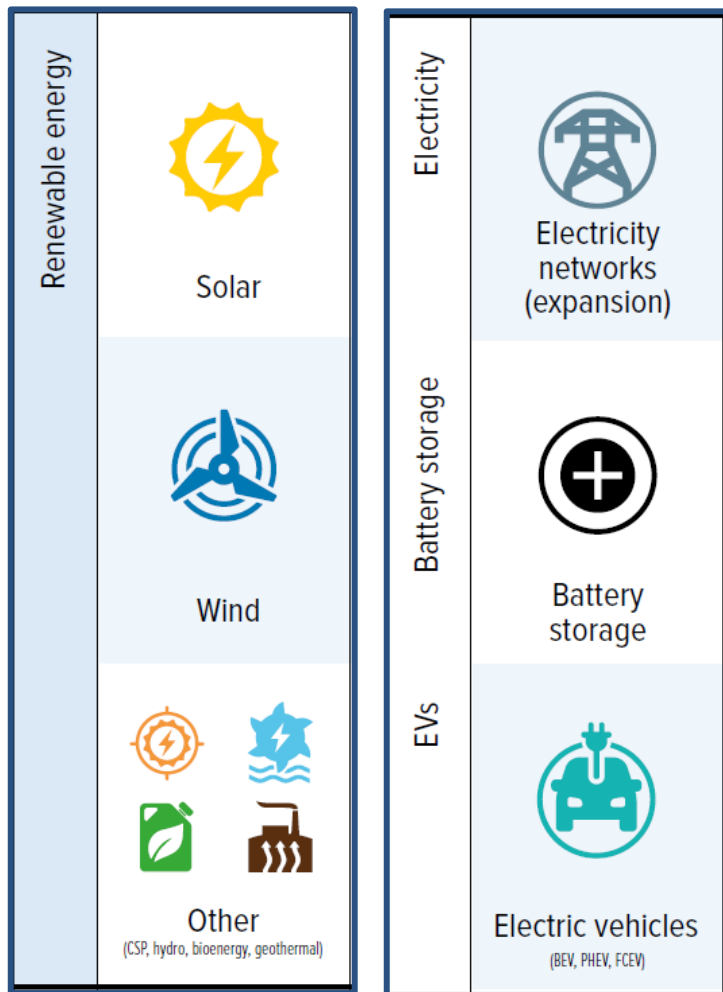 Renewable energy
Solar
Wind
Other
(CSP, hydro, bioenergy, geothermal)
Electricity
Electricity
networks
(expansion)
Battery storage
Battery
storage
EVs
Electric vehicles
(BEV, PHEV, FCEV)